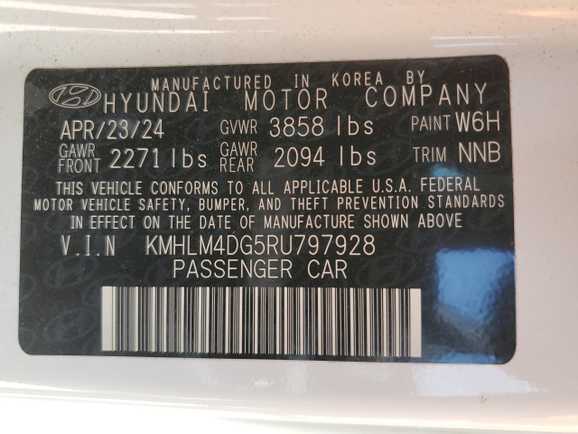 MANUFACTURED IN KOREA BY
HYUNDAI MOTOR COMPANY
APR/23/24 GVWR 3858 lbs PAINT W6H
GAWR FRONT 2271 lbs GAWR REAR 2094 lbs TRIM NNB
THIS VEHICLE CONFORMS TO ALL APPLICABLE U.S.A. FEDERAL
MOTOR VEHICLE SAFETY, BUMPER, AND THEFT PREVENTION STANDARDS
IN EFFECT ON THE DATE OF MANUFACTURE SHOWN ABOVE
V.I.N KMHLM4DG5RU797928
PASSENGER CAR